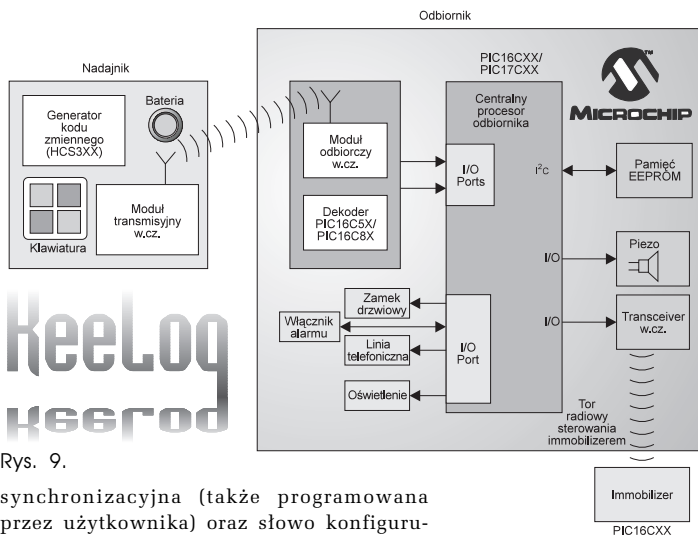 Odbiornik
Nadajnik
Generator
kodu
zmiennego
(HCS3XX)
Bateria
Klawiatura
Moduł
transmisyjny
w.cz.
Moduł
odbiorczy
w.cz.
Dekoder
PIC16C5X/
PIC16C8X
PIC16CXX/
PIC17CXX
Centralny
procesor
odbiornika
I/O
Ports
I²C
I/O
I/O
I/O
Port
MICROCHIP
TM
Pamięć
EEPROM
Piezo
Transceiver
w.cz.
Zamek
drzwiowy
Włącznik
alarmu
Linia
telefoniczna
Oświetlenie
Tor
radiowy
sterowania
immobilizerem
Immobilizer
PIC16CXX
KeeLog
Rys. 9.
synchronizacyjna (także programowana
przez użytkownika) oraz słowo konfiguru-